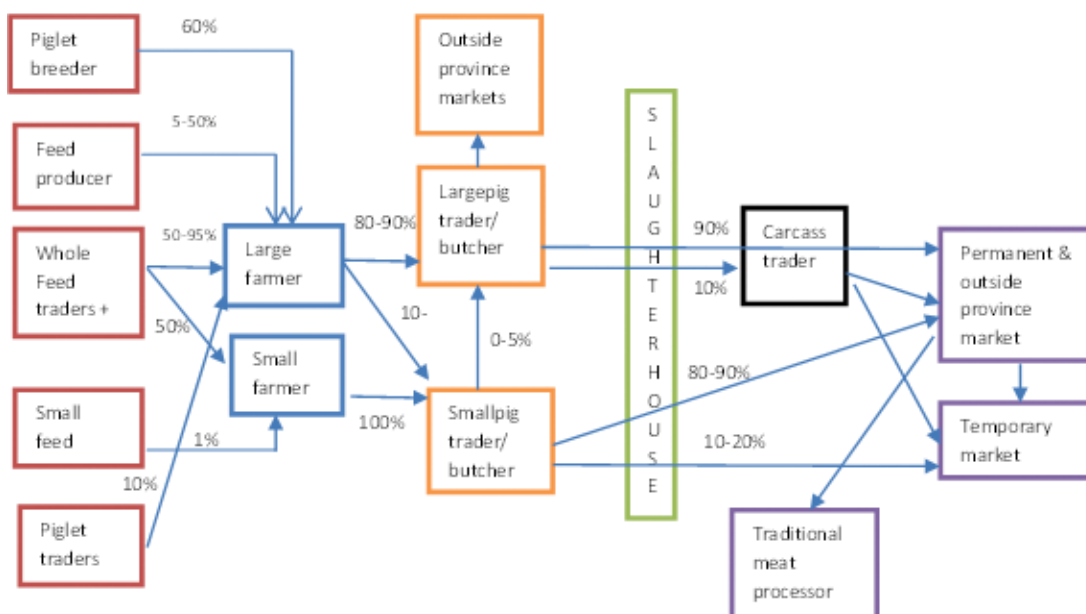 60%
Piglet
breeder
5-50%
Feed
producer
50-95%
Whole
Feed
traders +
50%
Small
feed
1%
10%
Piglet
traders
Large
farmer
Small
farmer
80-90%
10-
100%
Outside
province
markets
Largepig
trader/
butcher
0-5%
Smallpig
trader/
butcher
S
L
A
U
G
H
T
E
R
H
O
U
S
E
90%
10%
80-90%
10-20%
Carcass
trader
Permanent &
outside
province
market
Temporary
market
Traditional
meat
processor